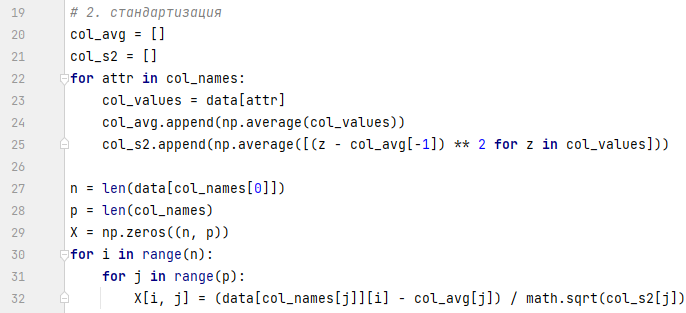 19 # 2. стандартизация
20 col_avg = []
21 col_s2 = []
22 for attr in col_names:
23     col_values = data[attr]
24     col_avg.append(np.average(col_values))
25     col_s2.append(np.average([(z - col_avg[-1]) ** 2 for z in col_values]))
26
27 n = len(data[col_names[0]])
28 p = len(col_names)
29 X = np.zeros((n, p))
30 for i in range(n):
31     for j in range(p):
32         X[i, j] = (data[col_names[j]][i] - col_avg[j]) / math.sqrt(col_s2[j])